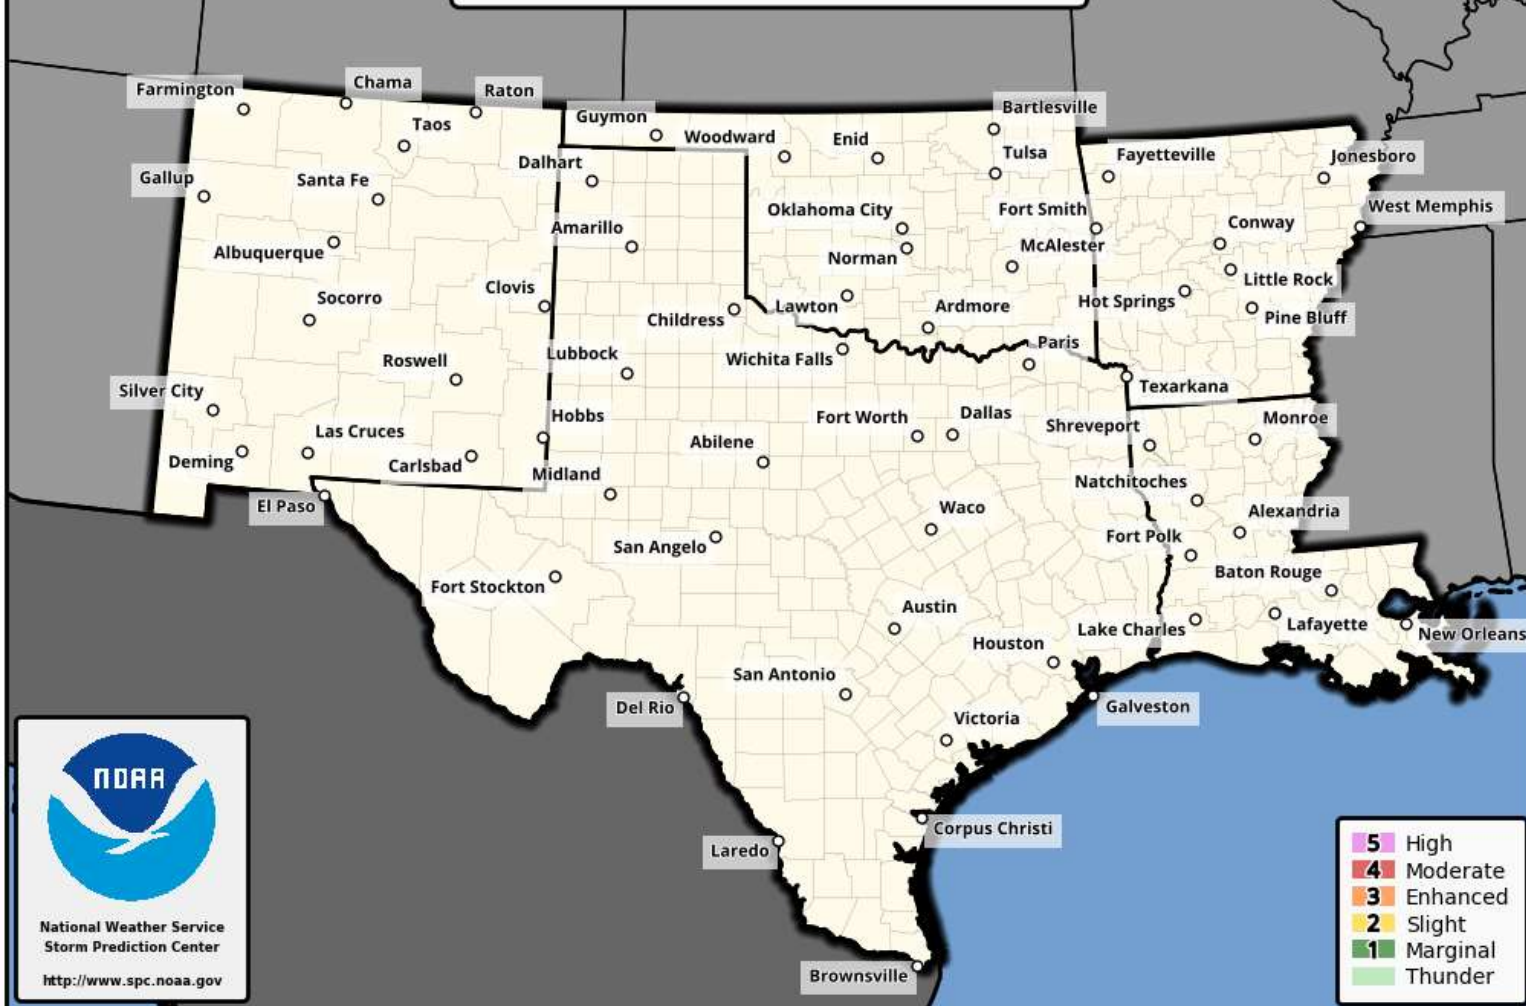 Farmington
Chama
Raton
Taos
Guymon
Woodward
Enid
Bartlesville
Tulsa
Fayetteville
Jonesboro
Gallup
Santa Fe
Dalhart
Oklahoma City
Fort Smith
Conway
West Memphis
Albuquerque
Amarillo
Norman
McAlester
Little Rock
Socorro
Clovis
Childress
Lawton
Ardmore
Hot Springs
Pine Bluff
Roswell
Lubbock
Wichita Falls
Paris
Texarkana
Silver City
Las Cruces
Hobbs
Abilene
Fort Worth
Dallas
Shreveport
Monroe
Deming
Carlsbad
Midland
Natchitoches
El Paso
San Angelo
Waco
Fort Polk
Alexandria
Fort Stockton
Austin
Baton Rouge
Houston
Lake Charles
Lafayette
New Orleans
Del Rio
San Antonio
Victoria
Galveston
Laredo
Corpus Christi
Brownsville
NOAA
National Weather Service
Storm Prediction Center
http://www.spc.noaa.gov
5 High
4 Moderate
3 Enhanced
2 Slight
1 Marginal
Thunder